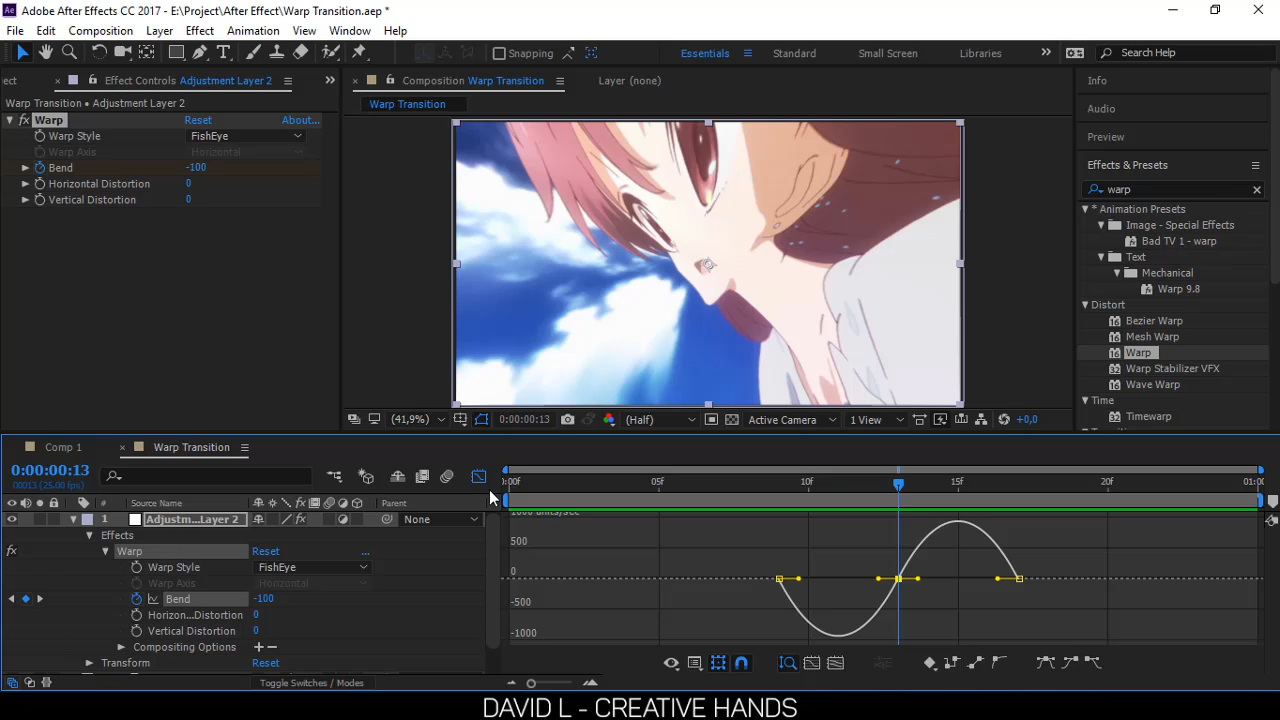 Adobe After Effects CC 2017 - E:\Project\After Effect\Warp Transition.aep *
File Edit Composition Layer Effect Animation View Window Help
Snapping Essentials Standard Small Screen Libraries Search Help
ect Effect Controls Adjustment Layer 2
Composition Warp Transition Layer (none)
Warp Transition • Adjustment Layer 2
Warp Transition
fx Warp Reset About...
Warp Style FishEye
Warp Axis Horizontal
Bend -100
Horizontal Distortion 0
Vertical Distortion 0
(41,9%) 0:00:00:13 (Half) Active Camera 1 View +0,0
Info
Audio
Preview
Effects & Presets
warp
* Animation Presets
Image - Special Effects
Bad TV 1 - warp
Text
Mechanical
Warp 9.8
Distort
Bezier Warp
Mesh Warp
Warp
Warp Stabilizer VFX
Wave Warp
Time
Timewarp
Comp 1 Warp Transition
0:00:00:13
00013 (25.00 fps)
Source Name Parent
1 Adjustm...Layer 2 None
Effects
fx Warp Reset ...
Warp Style FishEye
Warp Axis Horizontal
Bend -100
Horizon...Distortion 0
Vertical Distortion 0
Compositing Options + −
Transform Reset
Toggle Switches / Modes
:00f 05f 10f 15f 20f 01:0
1000 units/sec
500
0
-500
-1000
DAVID L - CREATIVE HANDS